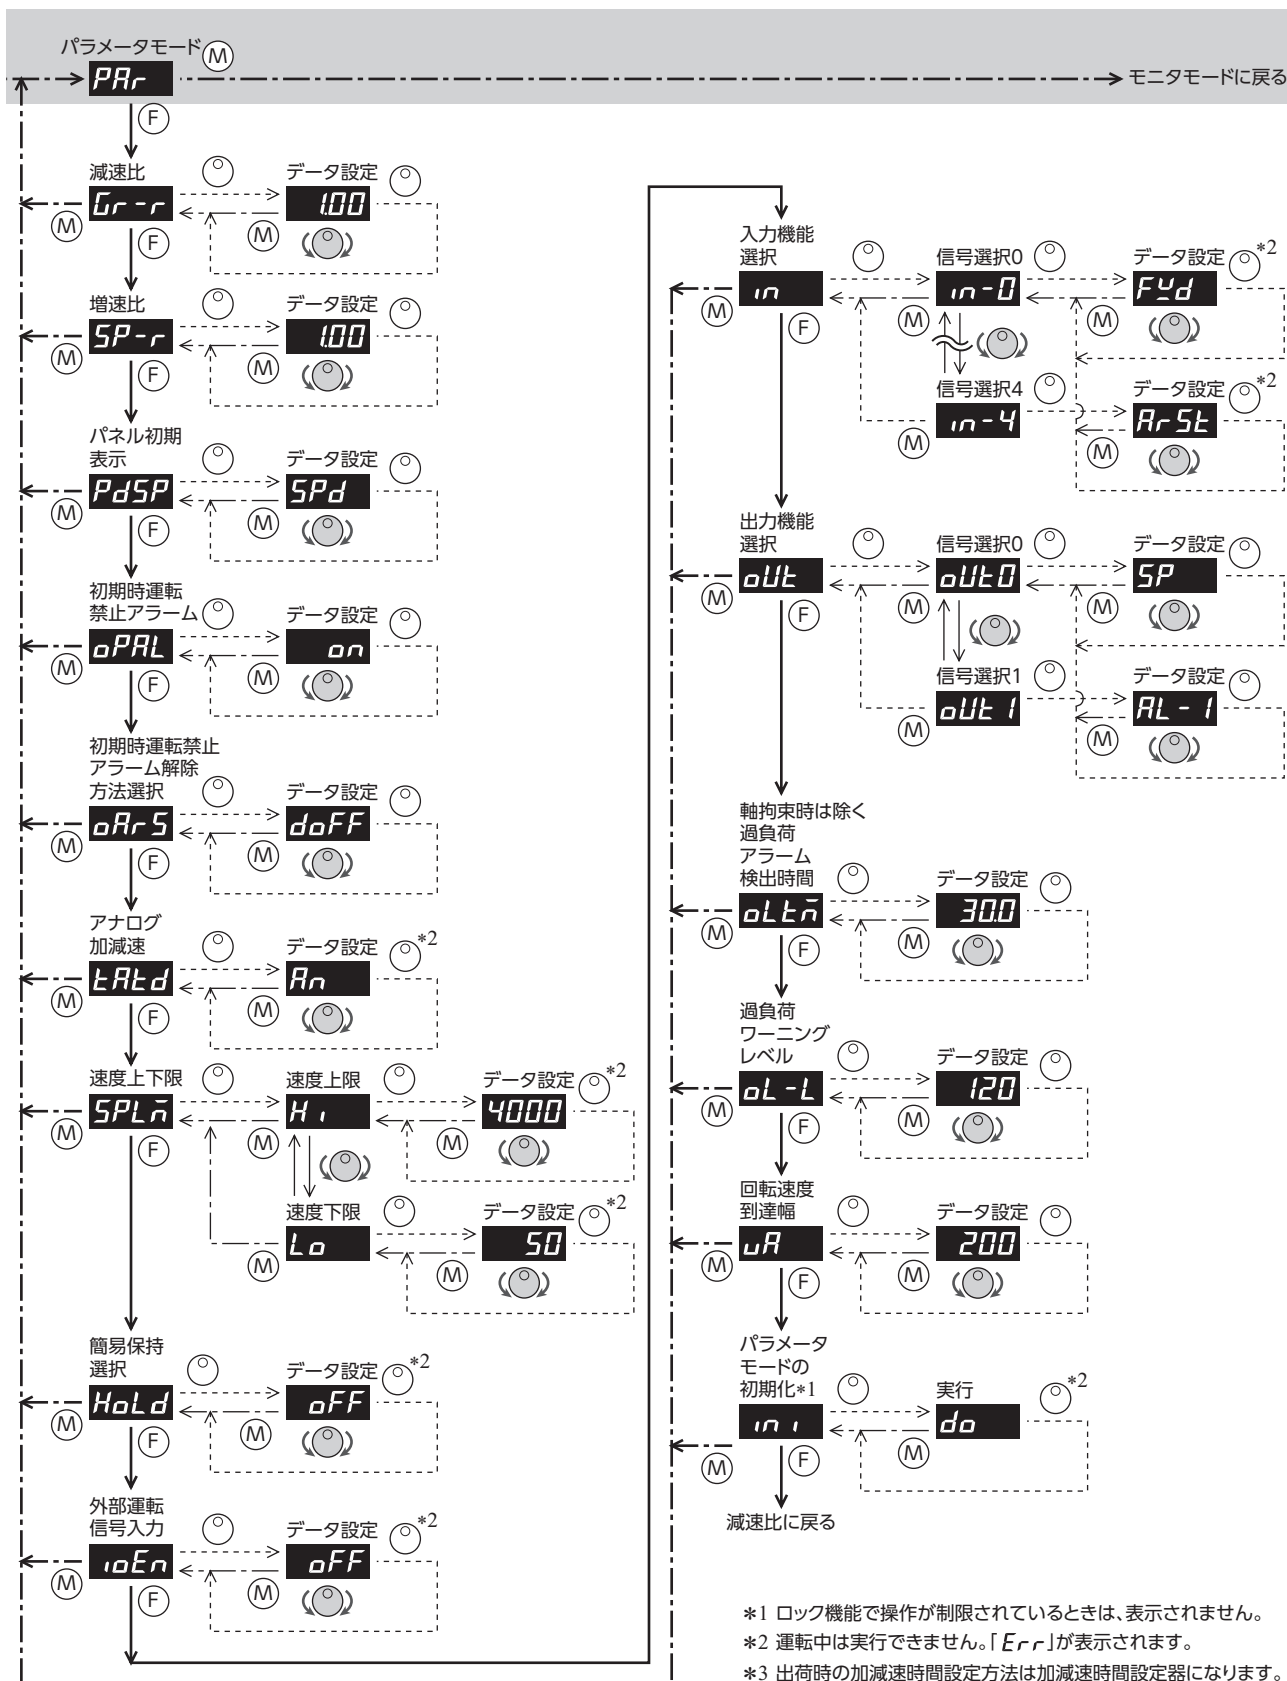 パラメータモード M
PAr
モニタモードに戻る
F
減速比
データ設定
Gr-r
1.00
M
F
M
増速比
データ設定
SP-r
1.00
M
F
M
パネル初期
表示
データ設定
PdSP
SPd
M
F
M
初期時運転
禁止アラーム
データ設定
oPAL
on
M
F
M
初期時運転禁止
アラーム解除
方法選択
データ設定
oArS
doFF
M
F
M
アナログ
加減速
データ設定
*2
tAtd
An
M
F
M
速度上下限
速度上限
データ設定
*2
SPLm
Hi
4000
M
F
M
M
速度下限
データ設定
*2
Lo
50
M
M
簡易保持
選択
データ設定
*2
HoLd
oFF
M
F
M
外部運転
信号入力
データ設定
*2
ioEn
oFF
M
F
M
入力機能
選択
信号選択0
データ設定
*2
in
in-0
Fwd
M
F
M
M
信号選択4
データ設定
*2
in-4
ArSt
M
M
出力機能
選択
信号選択0
データ設定
oUt
oUt0
SP
M
F
M
M
信号選択1
データ設定
oUt1
AL-1
M
M
軸拘束時は除く
過負荷
アラーム
検出時間
データ設定
oLtm
30.0
M
F
M
過負荷
ワーニング
レベル
データ設定
oL-L
120
M
F
M
回転速度
到達幅
データ設定
vA
200
M
F
M
パラメータ
モードの
初期化*1
実行
*2
ini
do
M
F
M
減速比に戻る
*1 ロック機能で操作が制限されているときは、表示されません。
*2 運転中は実行できません。「Err」が表示されます。
*3 出荷時の加減速時間設定方法は加減速時間設定器になります。